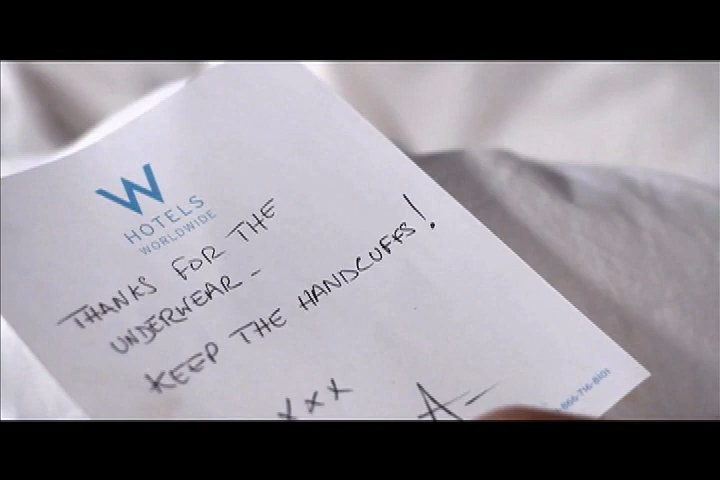 W
HOTELS
WORLDWIDE
THANKS FOR THE
UNDERWEAR -
KEEP THE HANDCUFFS!
XXX
A-
866-716-8101